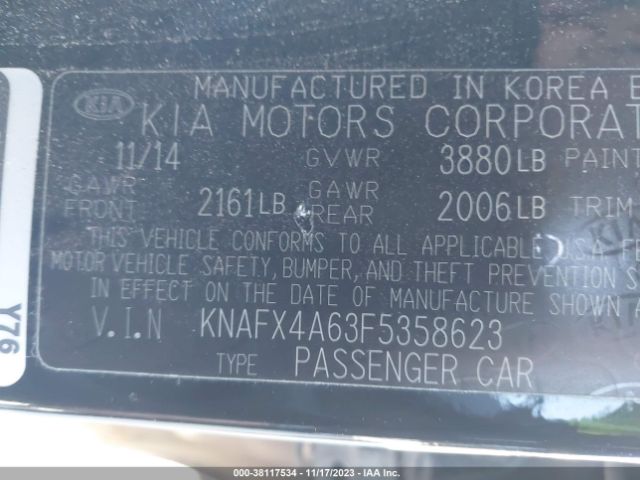 MANUFACTURED IN KOREA B
KIA KIA MOTORS CORPORAT
11/14 GVWR 3880LB PAINT
GAWR FRONT 2161LB GAWR REAR 2006LB TRIM
THIS VEHICLE CONFORMS TO ALL APPLICABLE U.S.A. FE
MOTOR VEHICLE SAFETY, BUMPER, AND THEFT PREVENTION S
IN EFFECT ON THE DATE OF MANUFACTURE SHOWN A
V.I.N KNAFX4A63F5358623
TYPE PASSENGER CAR
Y76
000-38117534 - 11/17/2023 - IAA Inc.